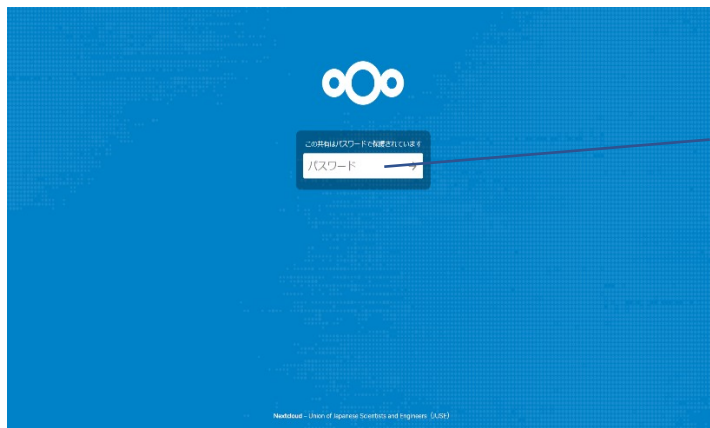 この共有はパスワードで保護されています
パスワード
Nextcloud – Union of Japanese Scientists and Engineers (JUSE)